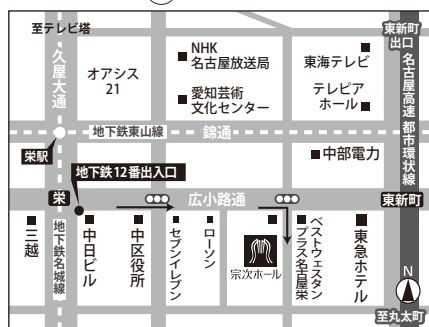 至テレビ塔
東新町
出口
久屋大通
オアシス
21
NHK
名古屋放送局
愛知芸術
文化センター
東海テレビ
テレピア
ホール
名古屋高速 都市環状線
地下鉄東山線
錦通
栄駅
中部電力
地下鉄12番出入口
栄
広小路通
東新町
三越
地下鉄名城線
中日ビル
中区役所
セブンイレブン
ローソン
宗次ホール
ベストウェスタン
プラス名古屋栄
東急ホテル
N
至丸太町